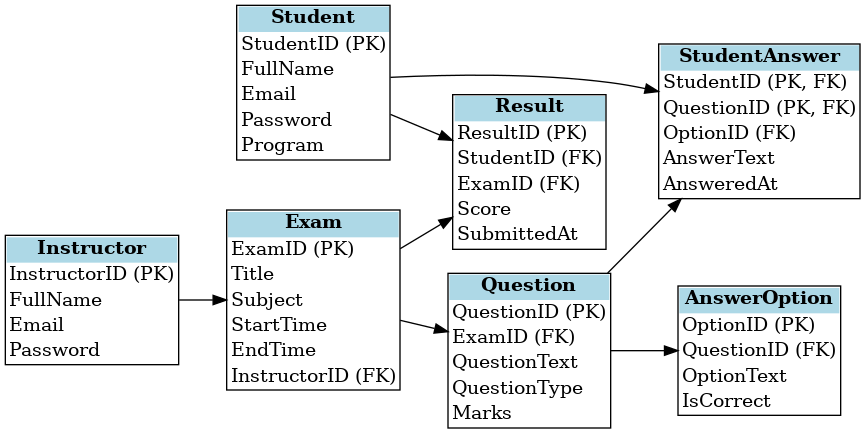 Student
StudentID (PK)
FullName
Email
Password
Program
StudentAnswer
StudentID (PK, FK)
QuestionID (PK, FK)
OptionID (FK)
AnswerText
AnsweredAt
Result
ResultID (PK)
StudentID (FK)
ExamID (FK)
Score
SubmittedAt
Instructor
InstructorID (PK)
FullName
Email
Password
Exam
ExamID (PK)
Title
Subject
StartTime
EndTime
InstructorID (FK)
Question
QuestionID (PK)
ExamID (FK)
QuestionText
QuestionType
Marks
AnswerOption
OptionID (PK)
QuestionID (FK)
OptionText
IsCorrect